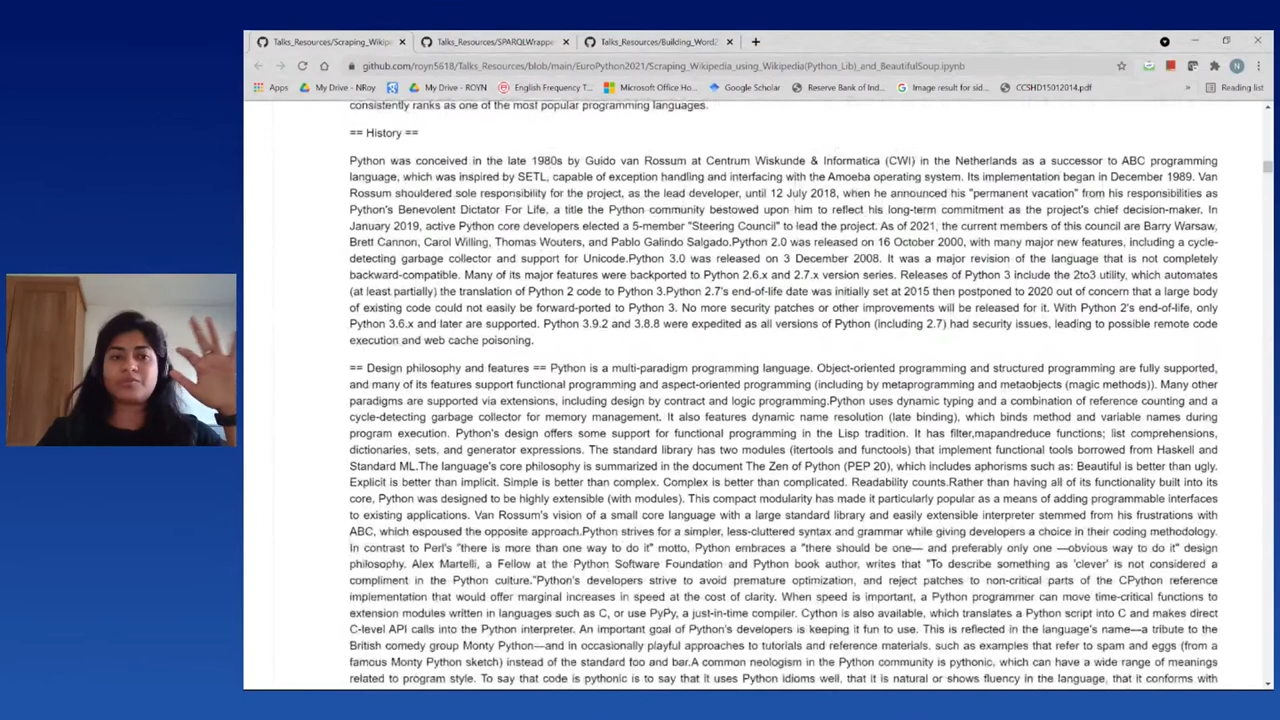 Talks_Resources/Scraping_Wikipe
Talks_Resources/SPARQLWrappe
Talks_Resources/Building_Word2
github.com/royn5618/Talks_Resources/blob/main/EuroPython2021/Scraping_Wikipedia_using_Wikipedia(Python_Lib)_and_BeautifulSoup.ipynb
N
Apps My Drive - NRoy My Drive - ROYN English Frequency T... Microsoft Office Ho... Google Scholar Reserve Bank of Ind... Image result for sid... CCSHD15012014.pdf » Reading list
consistently ranks as one of the most popular programming languages.
== History ==
Python was conceived in the late 1980s by Guido van Rossum at Centrum Wiskunde & Informatica (CWI) in the Netherlands as a successor to ABC programming
language, which was inspired by SETL, capable of exception handling and interfacing with the Amoeba operating system. Its implementation began in December 1989. Van
Rossum shouldered sole responsibility for the project, as the lead developer, until 12 July 2018, when he announced his "permanent vacation" from his responsibilities as
Python's Benevolent Dictator For Life, a title the Python community bestowed upon him to reflect his long-term commitment as the project's chief decision-maker. In
January 2019, active Python core developers elected a 5-member "Steering Council" to lead the project. As of 2021, the current members of this council are Barry Warsaw,
Brett Cannon, Carol Willing, Thomas Wouters, and Pablo Galindo Salgado.Python 2.0 was released on 16 October 2000, with many major new features, including a cycle-
detecting garbage collector and support for Unicode.Python 3.0 was released on 3 December 2008. It was a major revision of the language that is not completely
backward-compatible. Many of its major features were backported to Python 2.6.x and 2.7.x version series. Releases of Python 3 include the 2to3 utility, which automates
(at least partially) the translation of Python 2 code to Python 3.Python 2.7's end-of-life date was initially set at 2015 then postponed to 2020 out of concern that a large body
of existing code could not easily be forward-ported to Python 3. No more security patches or other improvements will be released for it. With Python 2's end-of-life, only
Python 3.6.x and later are supported. Python 3.9.2 and 3.8.8 were expedited as all versions of Python (including 2.7) had security issues, leading to possible remote code
execution and web cache poisoning.
== Design philosophy and features == Python is a multi-paradigm programming language. Object-oriented programming and structured programming are fully supported,
and many of its features support functional programming and aspect-oriented programming (including by metaprogramming and metaobjects (magic methods)). Many other
paradigms are supported via extensions, including design by contract and logic programming.Python uses dynamic typing and a combination of reference counting and a
cycle-detecting garbage collector for memory management. It also features dynamic name resolution (late binding), which binds method and variable names during
program execution. Python's design offers some support for functional programming in the Lisp tradition. It has filter,mapandreduce functions; list comprehensions,
dictionaries, sets, and generator expressions. The standard library has two modules (itertools and functools) that implement functional tools borrowed from Haskell and
Standard ML.The language's core philosophy is summarized in the document The Zen of Python (PEP 20), which includes aphorisms such as: Beautiful is better than ugly.
Explicit is better than implicit. Simple is better than complex. Complex is better than complicated. Readability counts.Rather than having all of its functionality built into its
core, Python was designed to be highly extensible (with modules). This compact modularity has made it particularly popular as a means of adding programmable interfaces
to existing applications. Van Rossum's vision of a small core language with a large standard library and easily extensible interpreter stemmed from his frustrations with
ABC, which espoused the opposite approach.Python strives for a simpler, less-cluttered syntax and grammar while giving developers a choice in their coding methodology.
In contrast to Perl's "there is more than one way to do it" motto, Python embraces a "there should be one— and preferably only one —obvious way to do it" design
philosophy. Alex Martelli, a Fellow at the Python Software Foundation and Python book author, writes that "To describe something as 'clever' is not considered a
compliment in the Python culture."Python's developers strive to avoid premature optimization, and reject patches to non-critical parts of the CPython reference
implementation that would offer marginal increases in speed at the cost of clarity. When speed is important, a Python programmer can move time-critical functions to
extension modules written in languages such as C, or use PyPy, a just-in-time compiler. Cython is also available, which translates a Python script into C and makes direct
C-level API calls into the Python interpreter. An important goal of Python's developers is keeping it fun to use. This is reflected in the language's name—a tribute to the
British comedy group Monty Python—and in occasionally playful approaches to tutorials and reference materials, such as examples that refer to spam and eggs (from a
famous Monty Python sketch) instead of the standard foo and bar.A common neologism in the Python community is pythonic, which can have a wide range of meanings
related to program style. To say that code is pythonic is to say that it uses Python idioms well, that it is natural or shows fluency in the language, that it conforms with